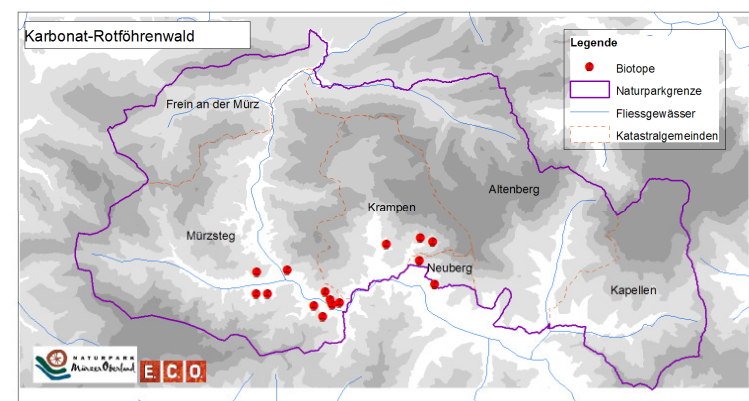 Karbonat-Rotföhrenwald
Legende
Biotope
Naturparkgrenze
Fliessgewässer
Katastralgemeinden
Frein an der Mürz
Altenberg
Krampen
Mürzsteg
Neuberg
Kapellen
NATURPARK
Mürzer Oberland
E.C.O.